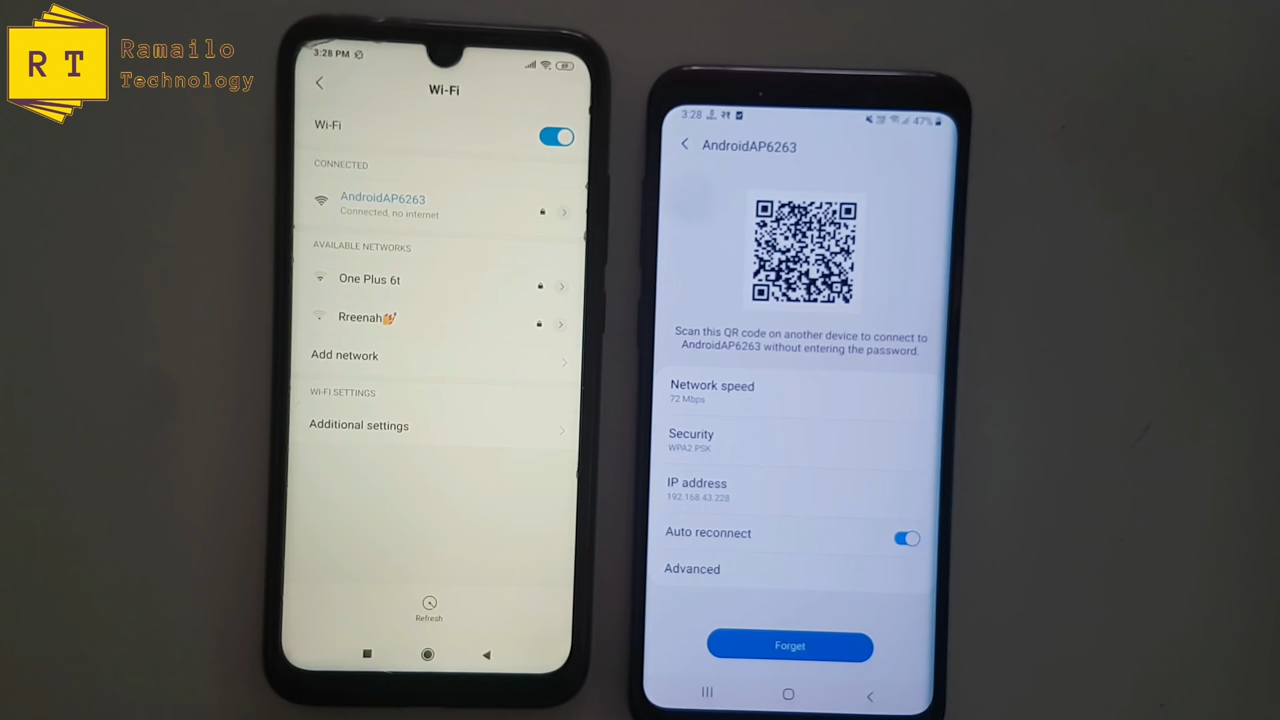 R T
Ramailo
Technology
3:28 PM
Wi-Fi
Wi-Fi
CONNECTED
AndroidAP6263
Connected, no internet
AVAILABLE NETWORKS
One Plus 6t
Rreenah💅
Add network
WI-FI SETTINGS
Additional settings
Refresh
3:28
47%
AndroidAP6263
Scan this QR code on another device to connect to
AndroidAP6263 without entering the password.
Network speed
72 Mbps
Security
WPA2 PSK
IP address
192.168.43.228
Auto reconnect
Advanced
Forget